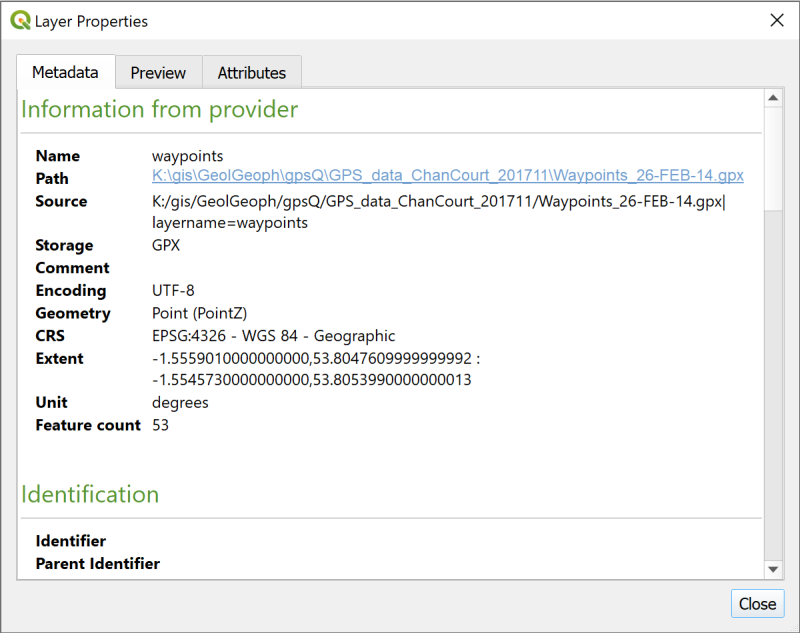 Layer Properties
Metadata Preview Attributes
Information from provider
Name waypoints
Path K:\gis\GeolGeoph\gpsQ\GPS_data_ChanCourt_201711\Waypoints_26-FEB-14.gpx
Source K:/gis/GeolGeoph/gpsQ/GPS_data_ChanCourt_201711/Waypoints_26-FEB-14.gpx|
layername=waypoints
Storage GPX
Comment
Encoding UTF-8
Geometry Point (PointZ)
CRS EPSG:4326 - WGS 84 - Geographic
Extent -1.5559010000000000,53.8047609999999992 :
-1.5545730000000000,53.8053990000000013
Unit degrees
Feature count 53
Identification
Identifier
Parent Identifier
Close